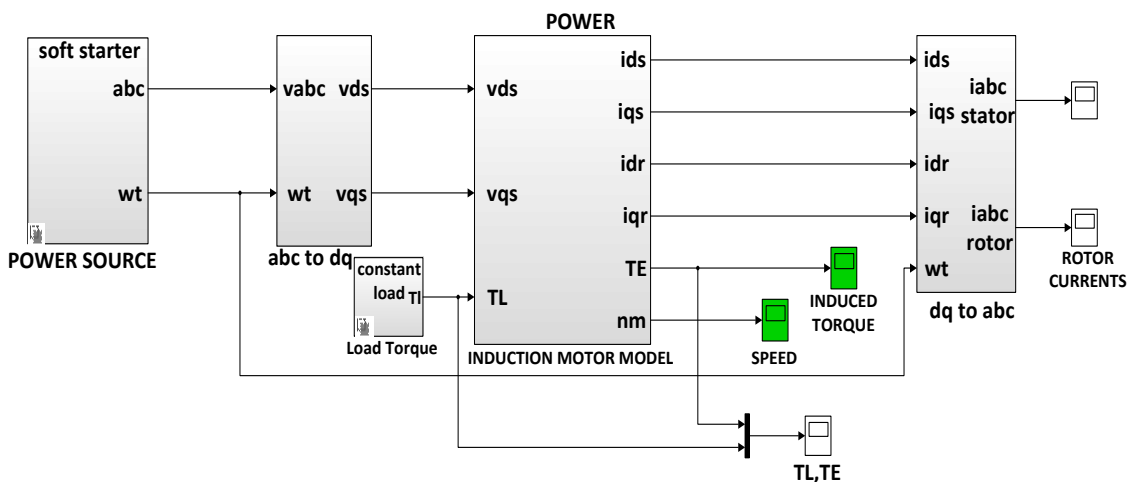 POWER
soft starter
abc
wt
POWER SOURCE
vabc
vds
wt
vqs
abc to dq
constant
load
Tl
Load Torque
vds
vqs
TL
ids
iqs
idr
iqr
TE
nm
INDUCTION MOTOR MODEL
INDUCED
TORQUE
SPEED
ids
iqs
idr
iqr
wt
iabc
stator
iabc
rotor
dq to abc
ROTOR
CURRENTS
TL,TE